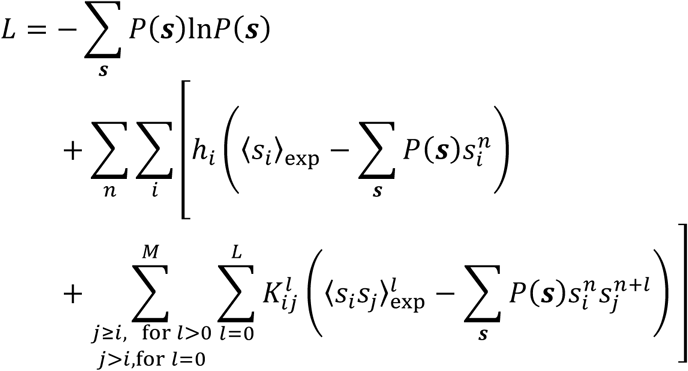 L = − ∑_𝒔 P(𝒔)lnP(𝒔)
+ ∑_n ∑_i [ h_i ( ⟨s_i⟩_exp − ∑_𝒔 P(𝒔)s_i^n )
+ ∑_{j≥i, for l>0 j>i,for l=0}^M ∑_{l=0}^L K_{ij}^l ( ⟨s_i s_j⟩_exp^l − ∑_𝒔 P(𝒔)s_i^n s_j^{n+l} ) ]